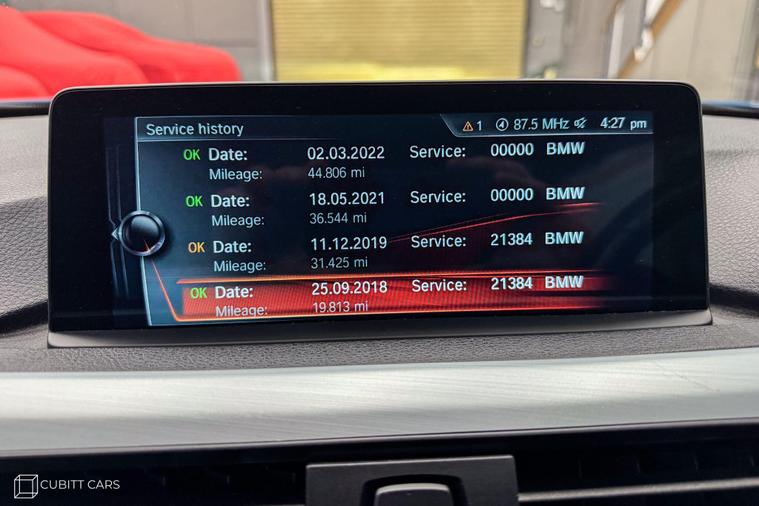 Service history 1 87.5 MHz 4:27 pm
OK Date: 02.03.2022 Service: 00000 BMW
Mileage: 44.806 mi
OK Date: 18.05.2021 Service: 00000 BMW
Mileage: 36.544 mi
OK Date: 11.12.2019 Service: 21384 BMW
Mileage: 31.425 mi
OK Date: 25.09.2018 Service: 21384 BMW
Mileage: 19.813 mi
CUBITT CARS